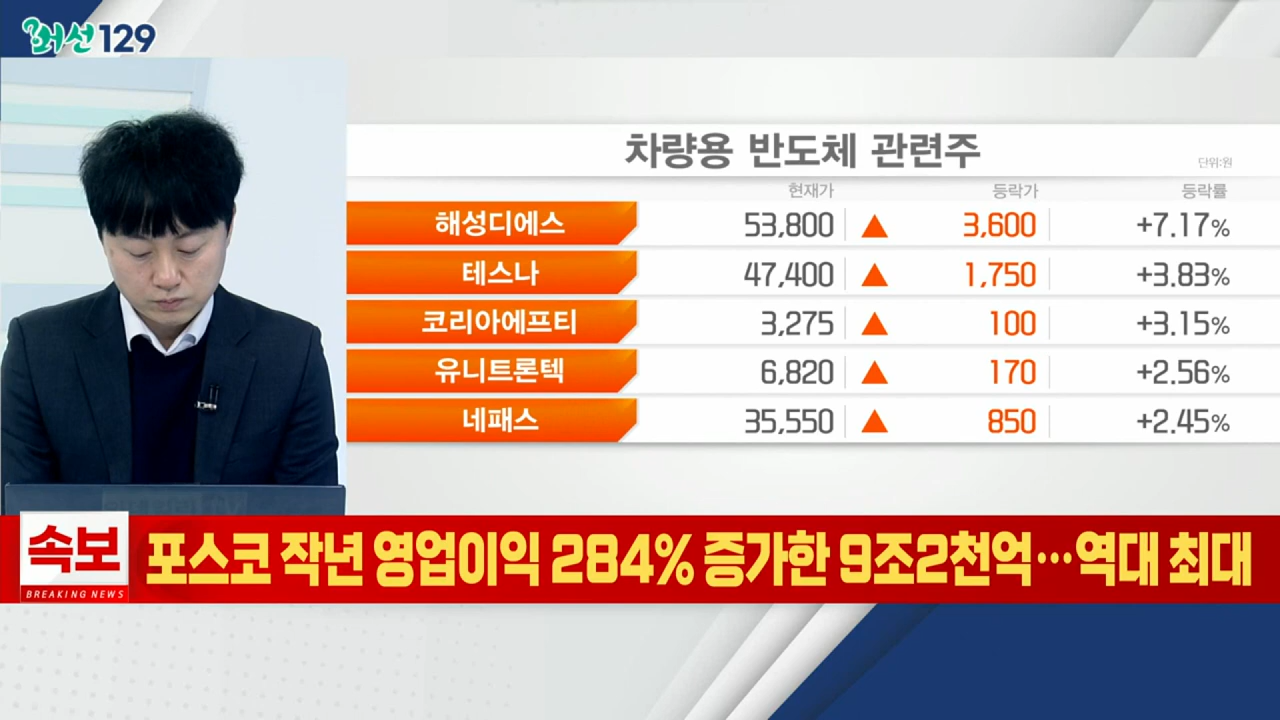 머선129
차량용 반도체 관련주
단위:원
현재가 등락가 등락률
해성디에스 53,800 ▲ 3,600 +7.17%
테스나 47,400 ▲ 1,750 +3.83%
코리아에프티 3,275 ▲ 100 +3.15%
유니트론텍 6,820 ▲ 170 +2.56%
네패스 35,550 ▲ 850 +2.45%
속보
BREAKING NEWS
포스코 작년 영업이익 284% 증가한 9조2천억…역대 최대